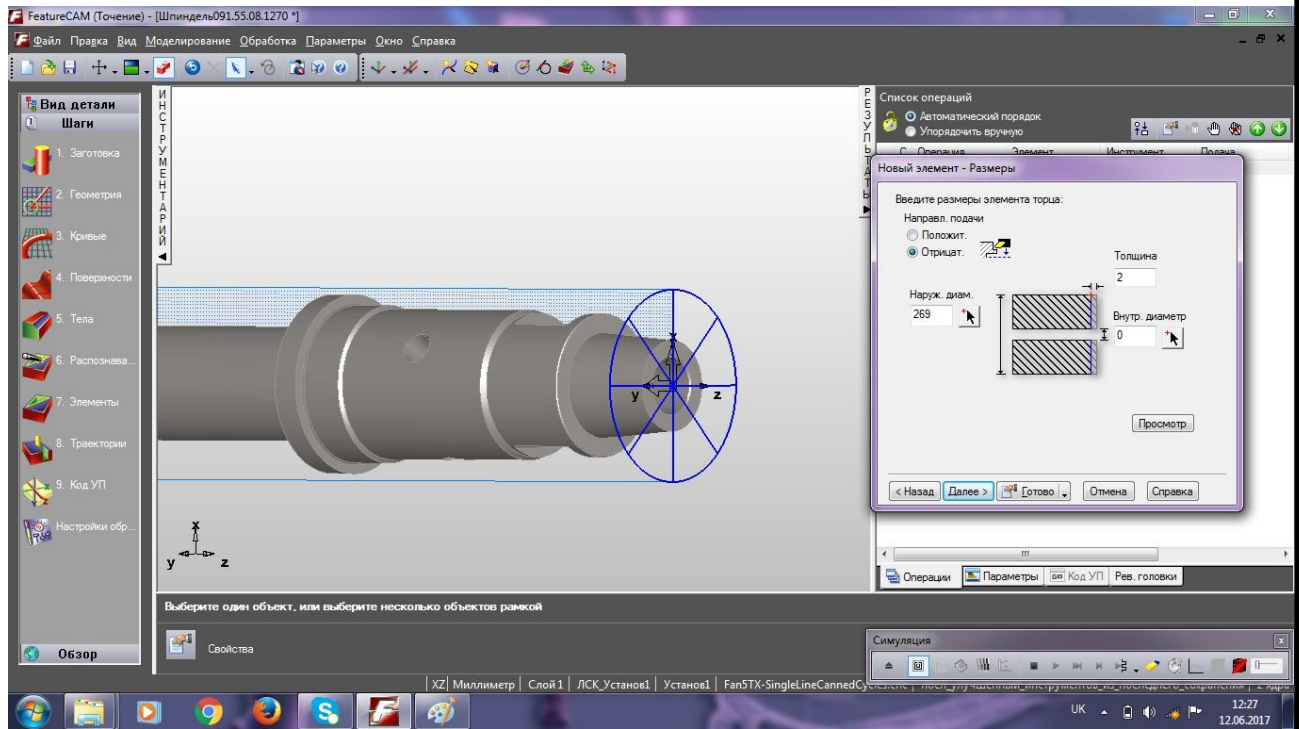 FeatureCAM (Точение) - [Шпиндель091.55.08.1270 *]
Файл Правка Вид Моделирование Обработка Параметры Окно Справка
Вид детали
Шаги
1. Заготовка
2. Геометрия
3. Кривые
4. Поверхности
5. Тела
6. Распознава...
7. Элементы
8. Траектории
9. Код УП
Настройки обр...
Обзор
ИНСТРУМЕНТАРИЙ
x
y
z
x
y
z
РЕЗУЛЬТАТЫ
Список операций
Автоматический порядок
Упорядочить вручную
С Операция Элемент Инструмент Подача
Новый элемент - Размеры
Введите размеры элемента торца:
Направл. подачи
Положит.
Отрицат.
Толщина
2
Наруж. диам.
269
Внутр. диаметр
0
Просмотр
< Назад Далее > Готово Отмена Справка
Операции Параметры Код УП Рев. головки
Выберите один объект, или выберите несколько объектов рамкой
Свойства
Симуляция
XZ Миллиметр Слой 1 ЛСК_Установ1 Установ1
UK 12:27
12.06.2017